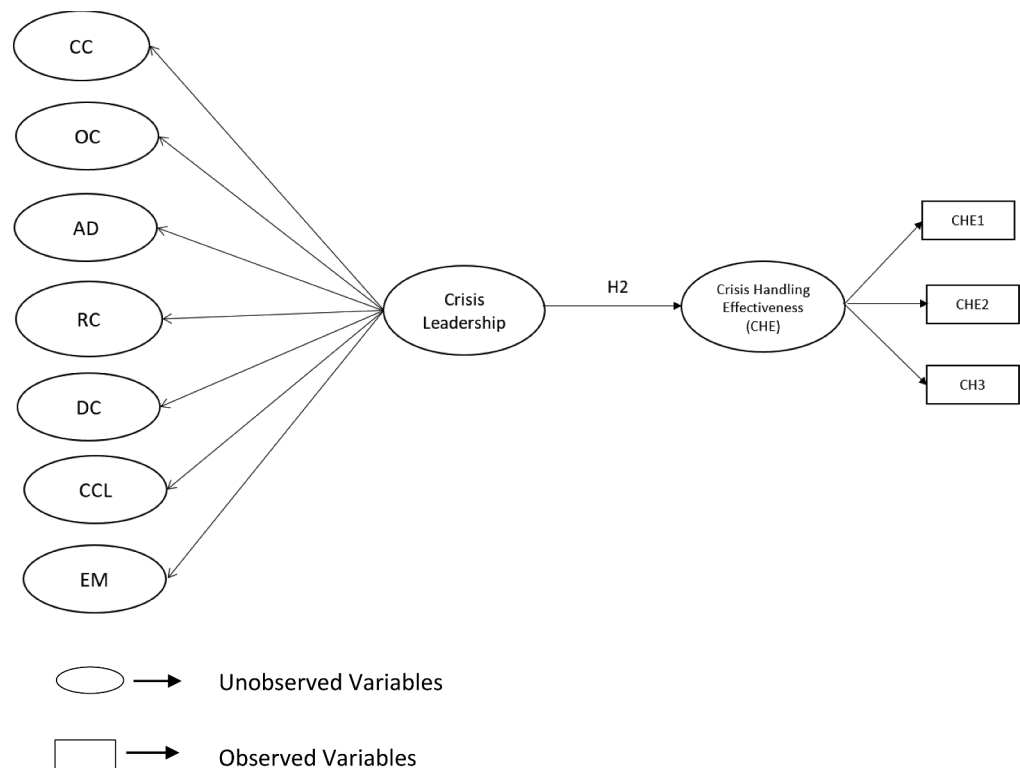 CC
OC
AD
RC
DC
CCL
EM
Crisis
Leadership
H2
Crisis Handling
Effectiveness
(CHE)
CHE1
CHE2
CH3
Unobserved Variables
Observed Variables